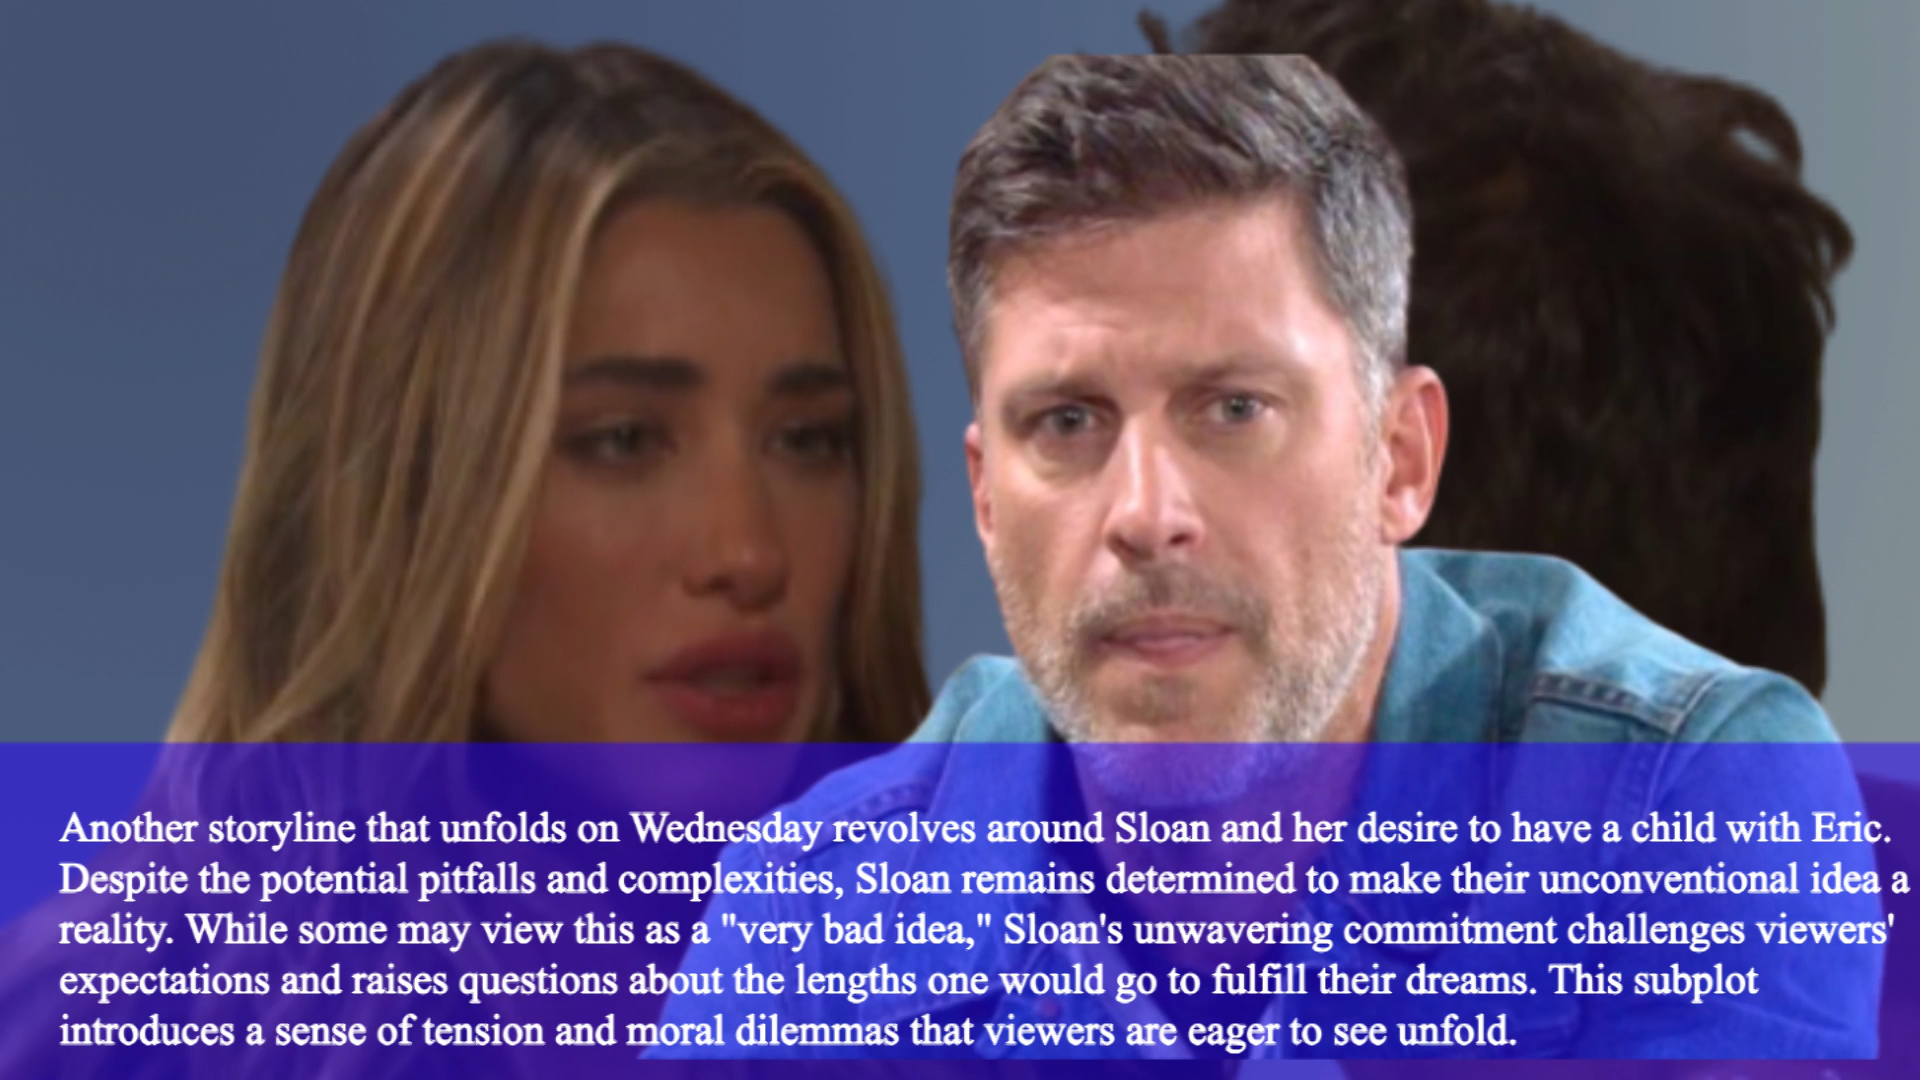 Another storyline that unfolds on Wednesday revolves around Sloan and her desire to have a child with Eric.
Despite the potential pitfalls and complexities, Sloan remains determined to make their unconventional idea a
reality. While some may view this as a "very bad idea," Sloan's unwavering commitment challenges viewers'
expectations and raises questions about the lengths one would go to fulfill their dreams. This subplot
introduces a sense of tension and moral dilemmas that viewers are eager to see unfold.